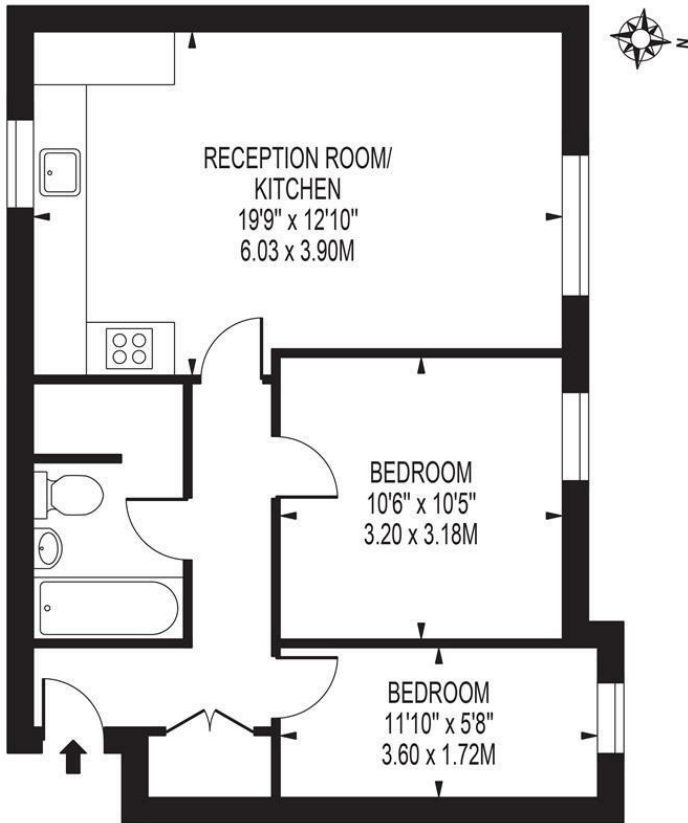 N
RECEPTION ROOM/
KITCHEN
19'9" x 12'10"
6.03 x 3.90M
BEDROOM
10'6" x 10'5"
3.20 x 3.18M
BEDROOM
11'10" x 5'8"
3.60 x 1.72M